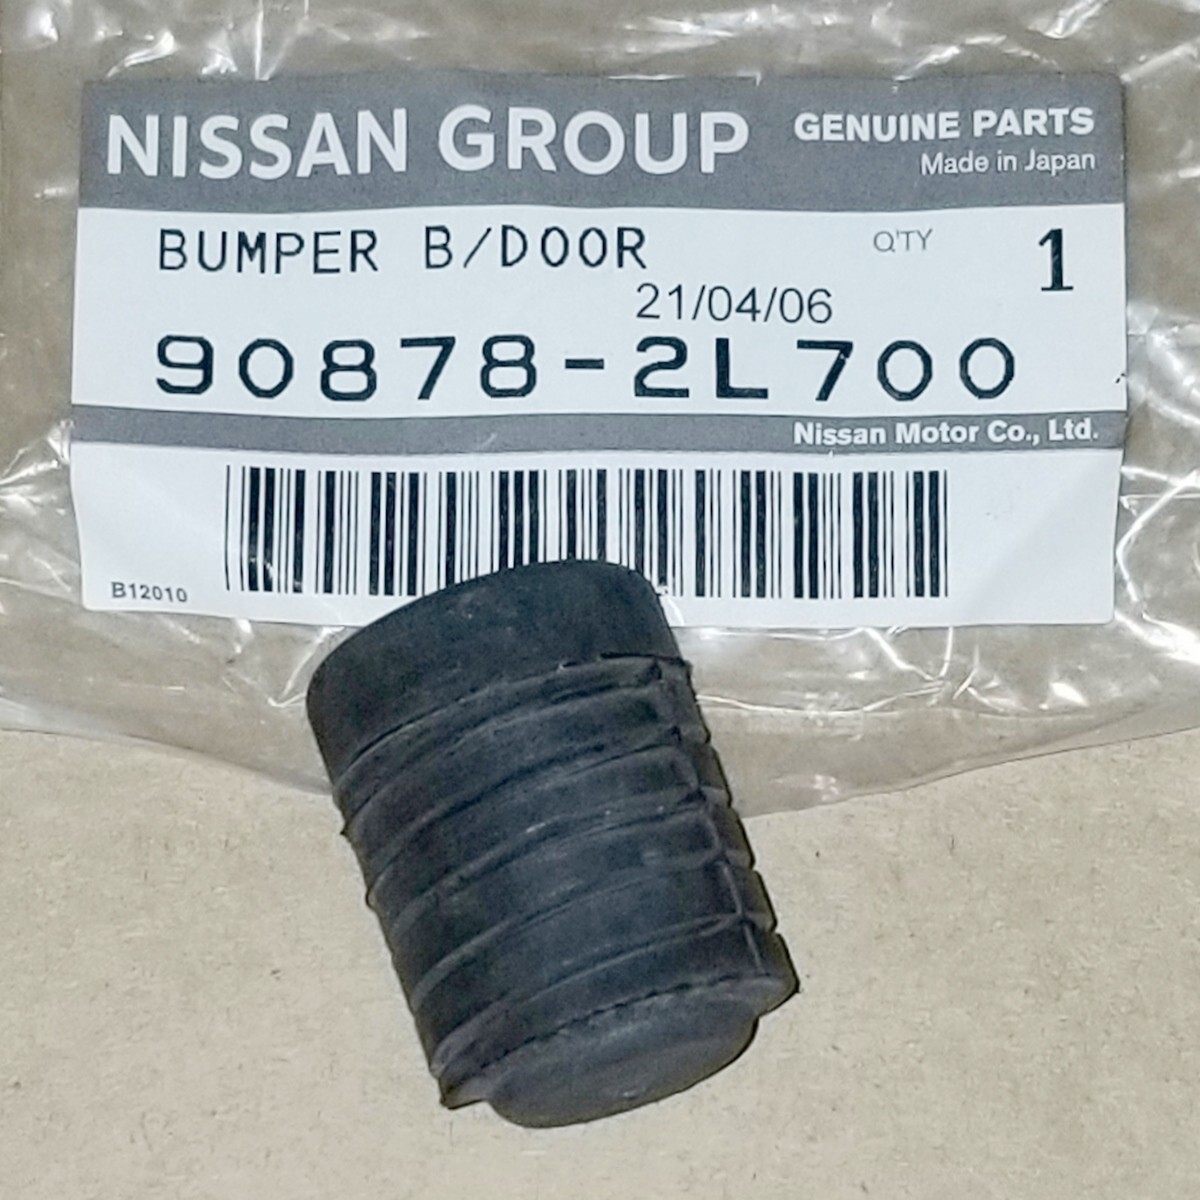 NISSAN GROUP
GENUINE PARTS
Made in Japan
BUMPER B/DOOR
Q'TY 1
21/04/06
90878-2L700
Nissan Motor Co., Ltd.
B12010